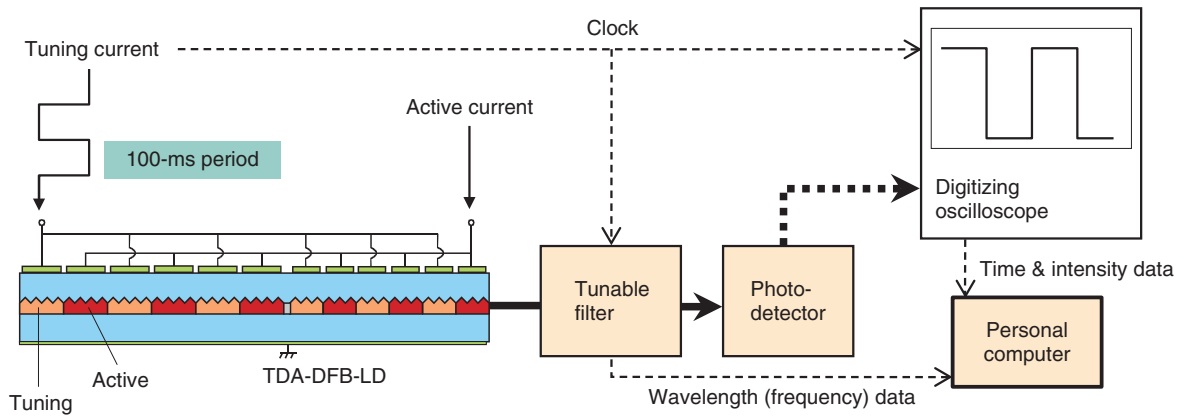 Tuning current
Clock
Active current
100-ms period
Digitizing
oscilloscope
Time & intensity data
Tunable
filter
Photo-
detector
Personal
computer
TDA-DFB-LD
Active
Tuning
Wavelength (frequency) data